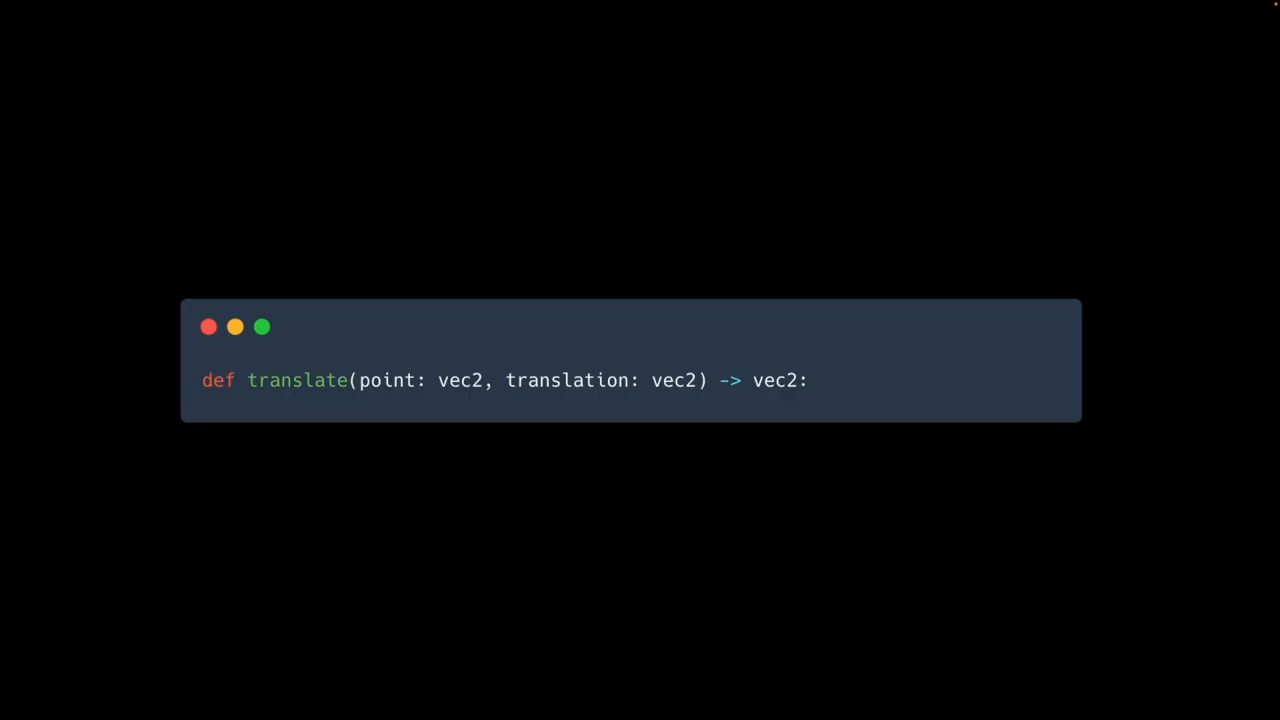 def translate(point: vec2, translation: vec2) -> vec2: